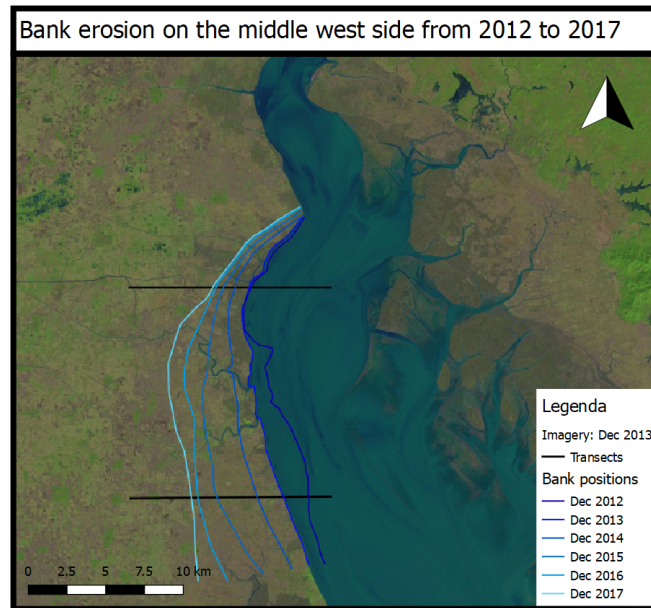 Bank erosion on the middle west side from 2012 to 2017
Legenda
Imagery: Dec 2013
Transects
Bank positions
Dec 2012
Dec 2013
Dec 2014
Dec 2015
Dec 2016
Dec 2017
0 2.5 5 7.5 10 km